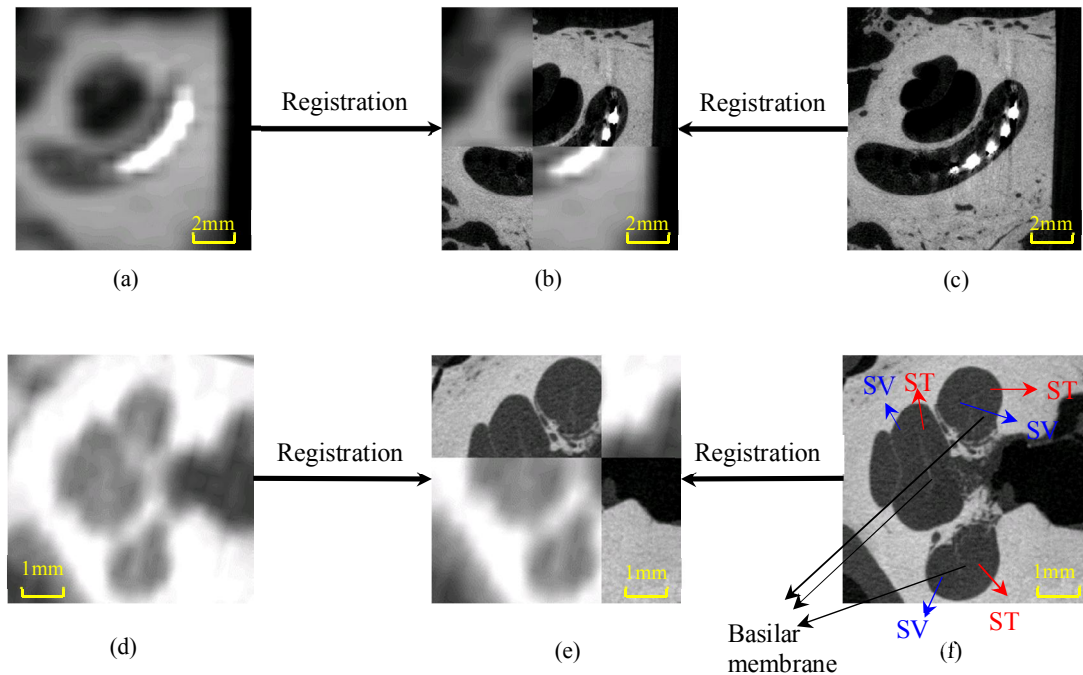 Registration
Registration
2mm
2mm
2mm
(a)
(b)
(c)
SV
ST
ST
SV
Registration
Registration
1mm
1mm
1mm
SV
ST
Basilar
membrane
(d)
(e)
(f)